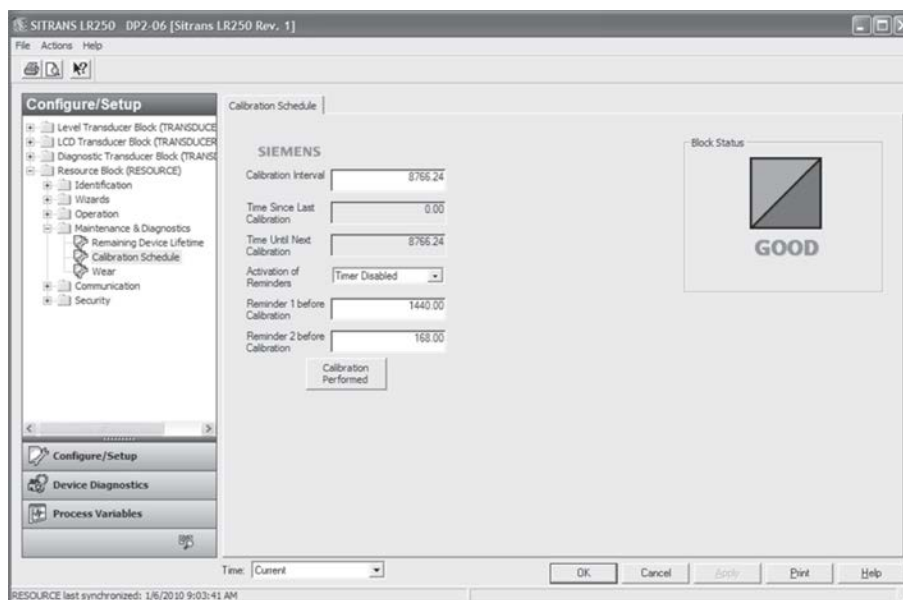 SITRANS LR250 DP2-06 [Sitrans LR250 Rev. 1]
File Actions Help
Configure/Setup
Level Transducer Block (TRANSDUCE
LCD Transducer Block (TRANSDUCER
Diagnostic Transducer Block (TRANSD
Resource Block (RESOURCE)
Identification
Wizards
Operation
Maintenance & Diagnostics
Remaining Device Lifetime
Calibration Schedule
Wear
Communication
Security
Configure/Setup
Device Diagnostics
Process Variables
Calibration Schedule
SIEMENS
Calibration Interval 8766.24
Time Since Last
Calibration 0.00
Time Until Next
Calibration 8766.24
Activation of
Reminders Timer Disabled
Reminder 1 before
Calibration 1440.00
Reminder 2 before
Calibration 168.00
Calibration
Performed
Block Status
GOOD
Time: Current
OK Cancel Apply Print Help
RESOURCE last synchronized: 1/6/2010 9:03:41 AM